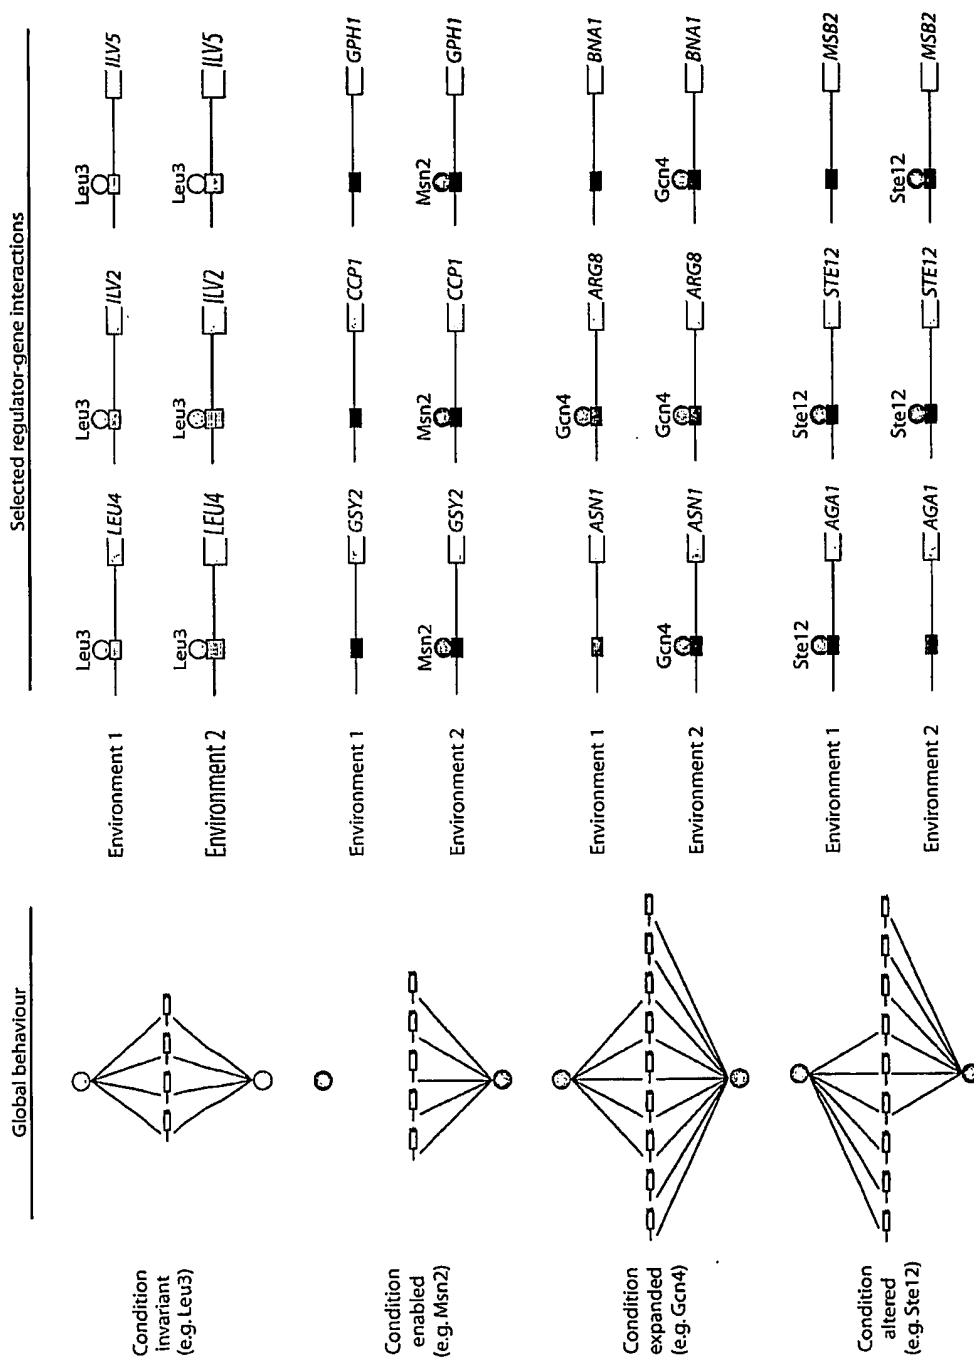 Global behaviour
Selected regulator-gene interactions
Condition
invariant
(e.g. Leu3)
Environment 1
Leu3
LEU4
Leu3
ILV2
Leu3
ILV5
Environment 2
Leu3
LEU4
Leu3
ILV2
Leu3
ILV5
Condition
enabled
(e.g. Msn2)
Environment 1
GSY2
CCP1
GPH1
Environment 2
Msn2
GSY2
Msn2
CCP1
Msn2
GPH1
Condition
expanded
(e.g. Gcn4)
Environment 1
ASN1
Gcn4
ARG8
BNA1
Environment 2
Gcn4
ASN1
Gcn4
ARG8
Gcn4
BNA1
Condition
altered
(e.g. Ste12)
Environment 1
Ste12
AGA1
Ste12
STE12
MSB2
Environment 2
AGA1
Ste12
STE12
Ste12
MSB2